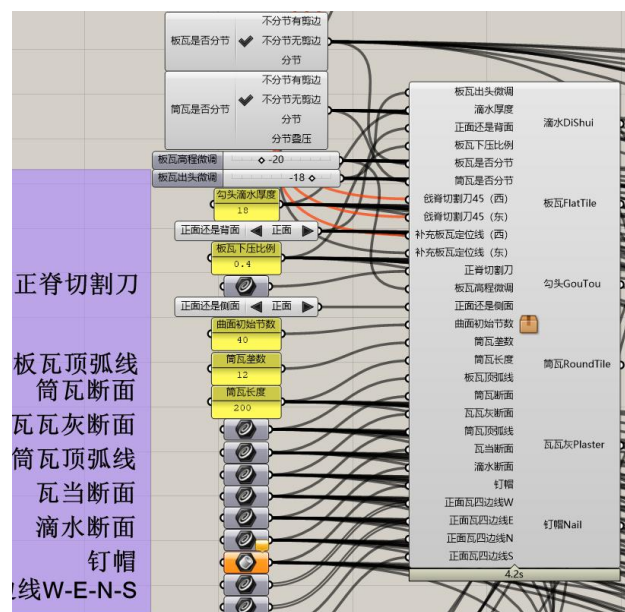 板瓦是否分节
不分节有剪边
不分节无剪边
分节
筒瓦是否分节
不分节有剪边
不分节无剪边
分节
分节叠压
板瓦高程微调
-20
板瓦出头微调
-18
勾头滴水厚度
18
正面还是背面
正面
板瓦下压比例
0.4
正面还是侧面
正面
曲面初始节数
40
筒瓦垄数
12
筒瓦长度
200
正脊切割刀
板瓦顶弧线
筒瓦断面
瓦瓦灰断面
筒瓦顶弧线
瓦当断面
滴水断面
钉帽
边线W-E-N-S
板瓦出头微调
滴水厚度
正面还是背面
板瓦下压比例
板瓦是否分节
筒瓦是否分节
戗脊切割刀45（西）
戗脊切割刀45（东）
补充板瓦定位线（西）
补充板瓦定位线（东）
正脊切割刀
板瓦高程微调
正面还是侧面
曲面初始节数
筒瓦垄数
筒瓦长度
板瓦顶弧线
筒瓦断面
瓦瓦灰断面
筒瓦顶弧线
瓦当断面
滴水断面
钉帽
正面瓦四边线W
正面瓦四边线E
正面瓦四边线N
正面瓦四边线S
滴水DiShui
板瓦FlatTile
勾头GouTou
筒瓦RoundTile
瓦瓦灰Plaster
钉帽Nail
4.2s